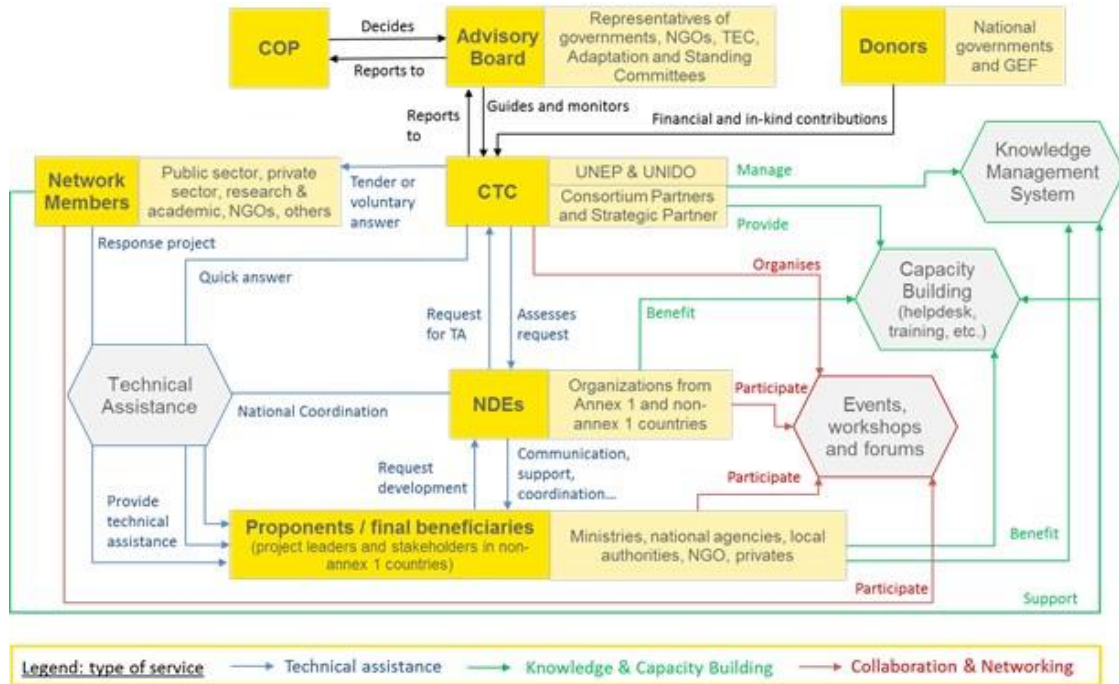 COP
Decides
Reports to
Advisory
Board
Representatives of
governments, NGOs, TEC,
Adaptation and Standing
Committees
Donors
National
governments
and GEF
Reports
to
Guides and monitors
Financial and in-kind contributions
Network
Members
Public sector, private
sector, research &
academic, NGOs, others
Tender or
voluntary
answer
CTC
UNEP & UNIDO
Consortium Partners
and Strategic Partner
Manage
Provide
Knowledge
Management
System
Response project
Quick answer
Organises
Capacity
Building
(helpdesk,
training, etc.)
Request
for TA
Assesses
request
Benefit
Technical
Assistance
National Coordination
NDEs
Organizations from
Annex 1 and non-
annex 1 countries
Participate
Events,
workshops
and forums
Request
development
Communication,
support,
coordination...
Participate
Provide
technical
assistance
Proponents / final beneficiaries
(project leaders and stakeholders in non-
annex 1 countries)
Ministries, national agencies, local
authorities, NGO, privates
Benefit
Participate
Support
Legend: type of service
Technical assistance
Knowledge & Capacity Building
Collaboration & Networking